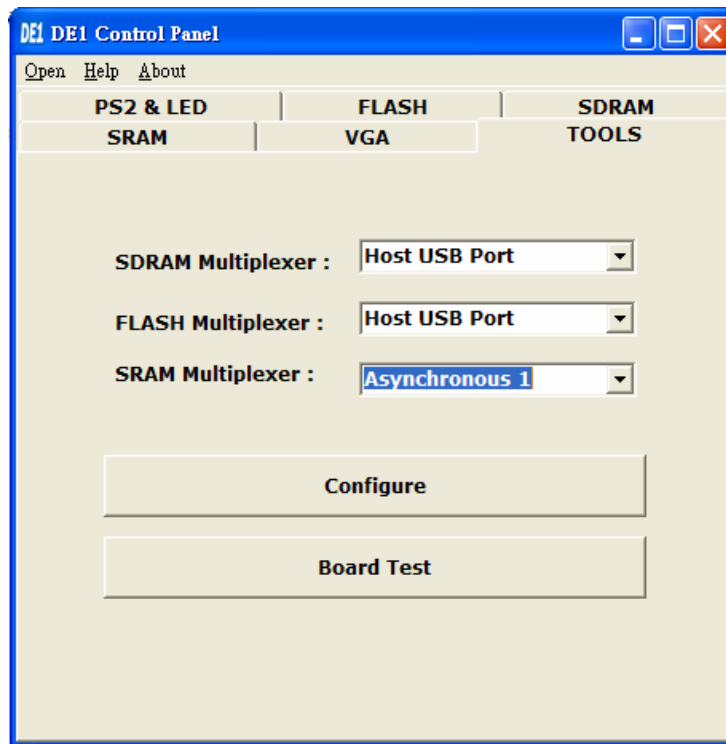 DE1 DE1 Control Panel
Open Help About
PS2 & LED FLASH SDRAM
SRAM VGA TOOLS
SDRAM Multiplexer : Host USB Port
FLASH Multiplexer : Host USB Port
SRAM Multiplexer : Asynchronous 1
Configure
Board Test